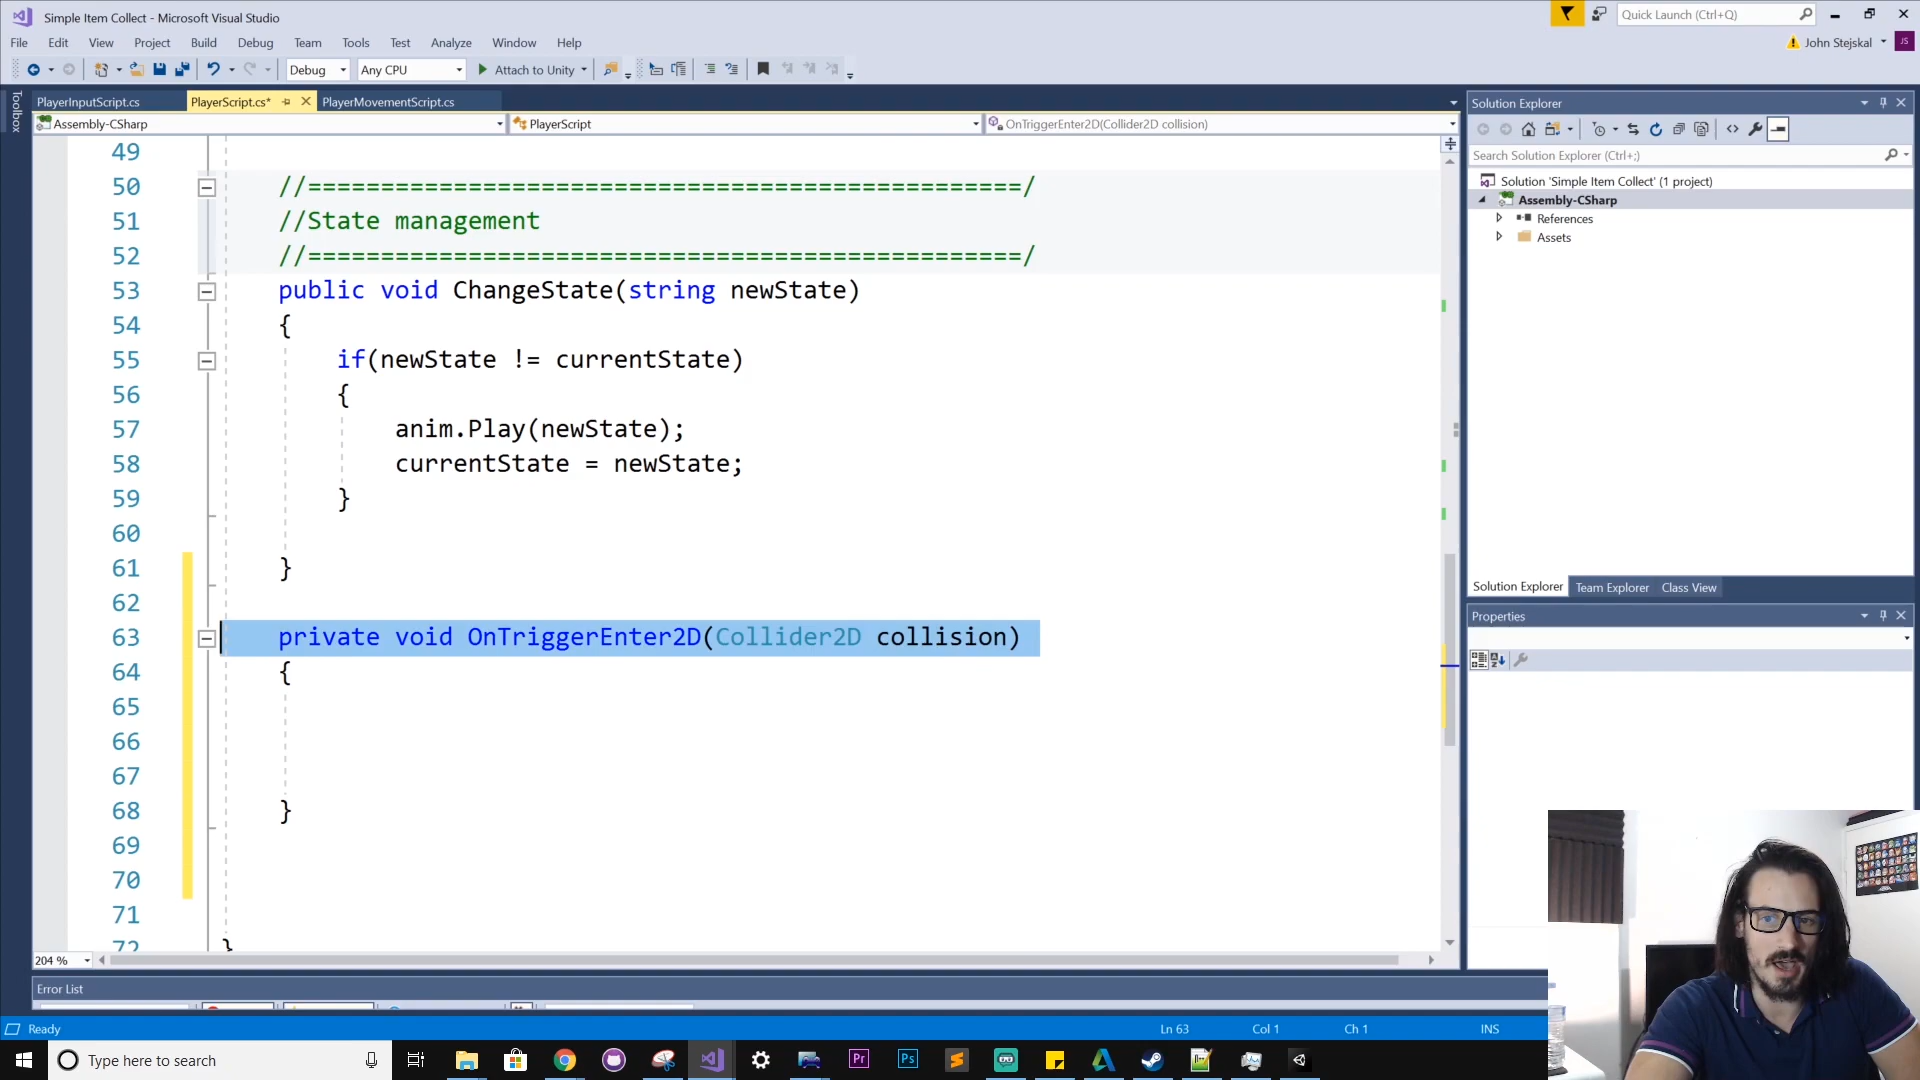 Simple Item Collect - Microsoft Visual Studio
Quick Launch (Ctrl+Q)
File Edit View Project Build Debug Team Tools Test Analyze Window Help
John Stejskal JS
Debug Any CPU Attach to Unity
Toolbox
PlayerInputScript.cs PlayerScript.cs* PlayerMovementScript.cs
Assembly-CSharp PlayerScript OnTriggerEnter2D(Collider2D collision)
49
50 //=================================================/
51 //State management
52 //=================================================/
53 public void ChangeState(string newState)
54 {
55 if(newState != currentState)
56 {
57 anim.Play(newState);
58 currentState = newState;
59 }
60
61 }
62
63 private void OnTriggerEnter2D(Collider2D collision)
64 {
65
66
67
68 }
69
70
71
72 }
204 %
Solution Explorer
Search Solution Explorer (Ctrl+;)
Solution 'Simple Item Collect' (1 project)
Assembly-CSharp
References
Assets
Solution Explorer Team Explorer Class View
Properties
Error List
Ready Ln 63 Col 1 Ch 1 INS
Type here to search
Pr Ps